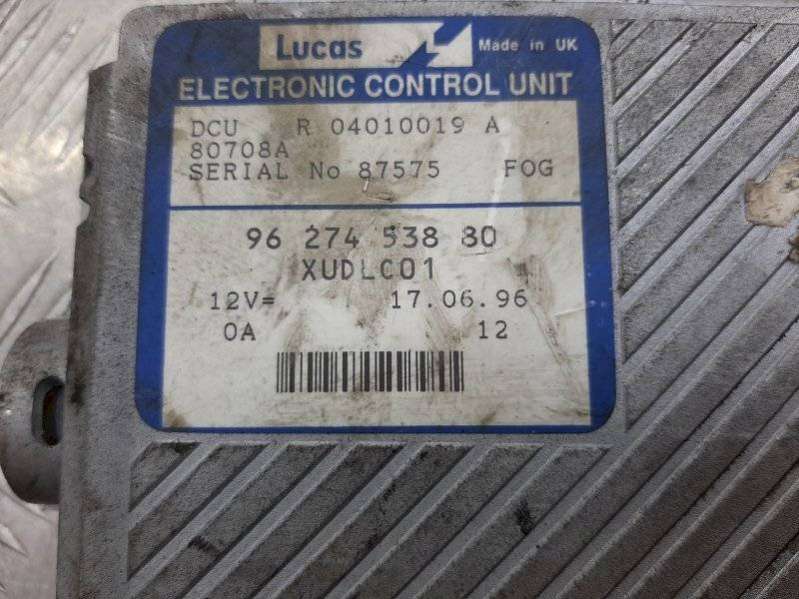 Lucas Made in UK
ELECTRONIC CONTROL UNIT
DCU R 04010019 A
80708A
SERIAL No 87575 FOG
96 274 538 80
XUDLC01
12V= 17.06.96
0A 12